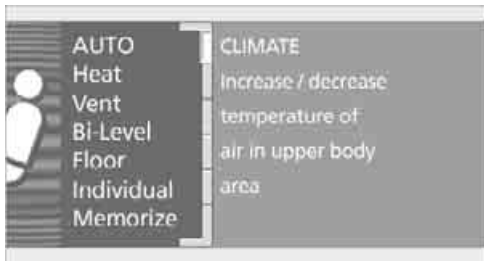 AUTO
Heat
Vent
Bi-Level
Floor
Individual
Memorize
CLIMATE
Increase / decrease
temperature of
air in upper body
area